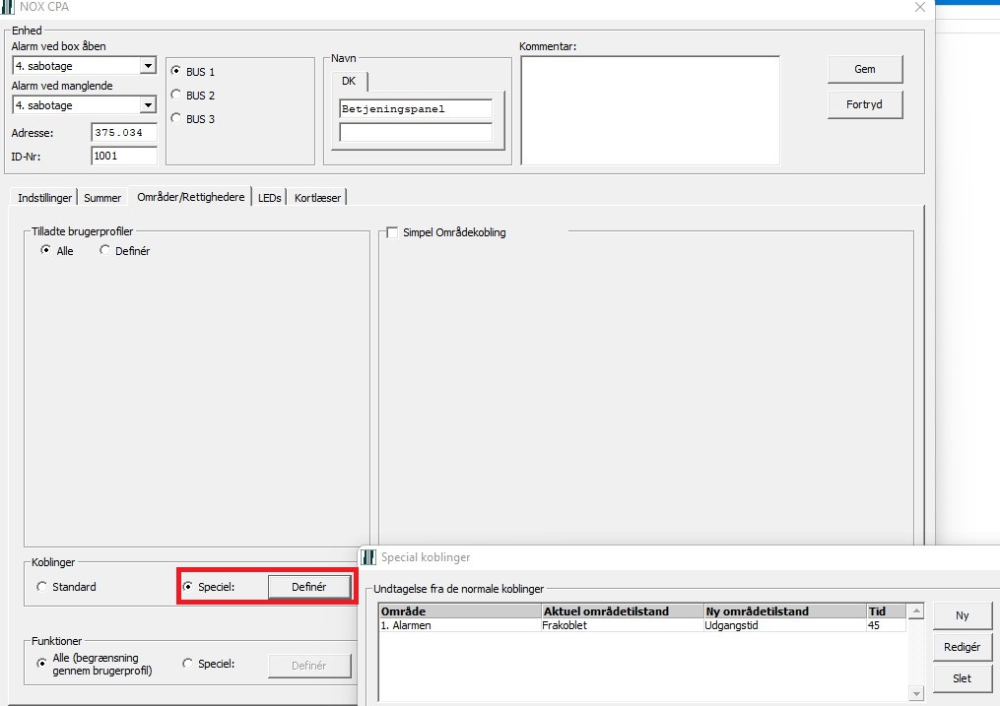 NOX CPA
Enhed
Alarm ved box åben
4. sabotage
Alarm ved manglende
4. sabotage
Adresse: 375.034
ID-Nr: 1001
BUS 1
BUS 2
BUS 3
Navn
DK
Betjeningspanel
Kommentar:
Gem
Fortryd
Indstillinger Summer Områder/Rettighedere LEDs Kortlæser
Tilladte brugerprofiler
Alle Definér
Simpel Områdekobling
Koblinger
Standard Speciel: Definér
Funktioner
Alle (begrænsning
gennem brugerprofil)
Speciel: Definér
Special koblinger
Undtagelse fra de normale koblinger
Område Aktuel områdetilstand Ny områdetilstand Tid
1. Alarmen Frakoblet Udgangstid 45
Ny
Redigér
Slet